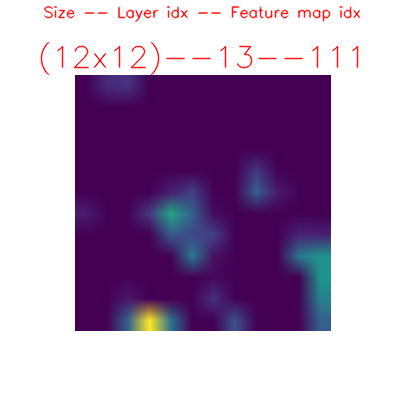 Size -- Layer idx -- Feature map idx
(12x12)--13--111